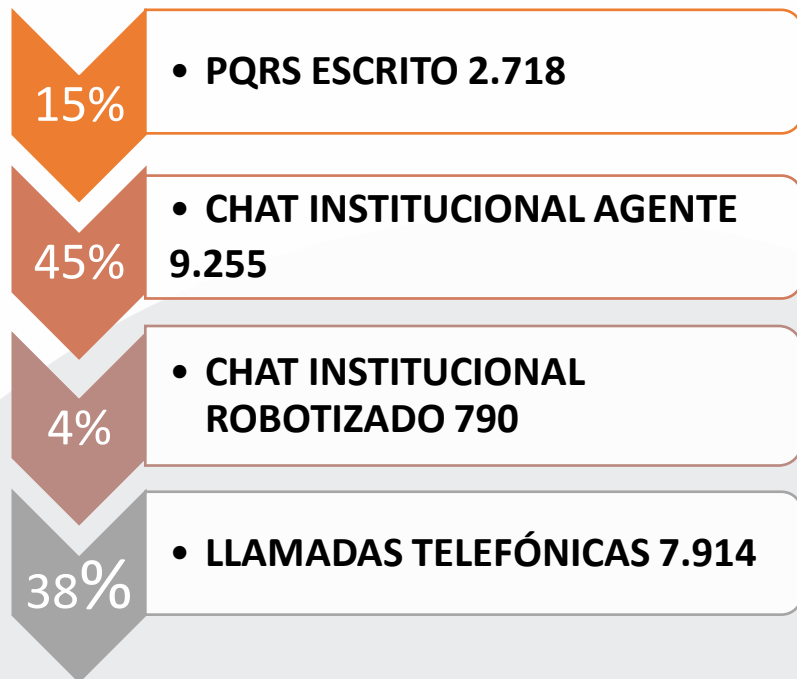 15%
• PQRS ESCRITO 2.718
45%
• CHAT INSTITUCIONAL AGENTE
9.255
4%
• CHAT INSTITUCIONAL
ROBOTIZADO 790
38%
• LLAMADAS TELEFÓNICAS 7.914